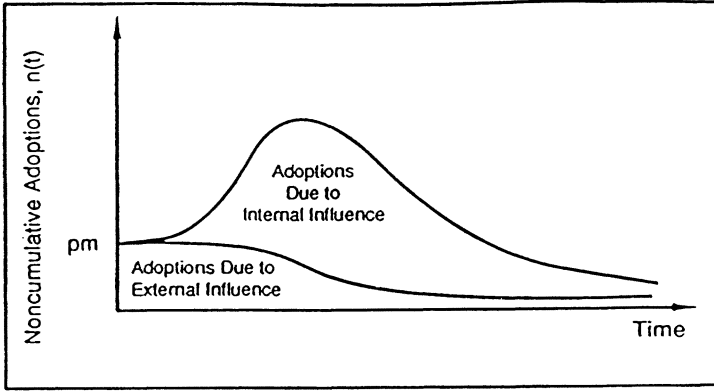 Noncumulative Adoptions, n(t)
Adoptions
Due to
Internal Influence
pm
Adoptions Due to
External Influence
Time